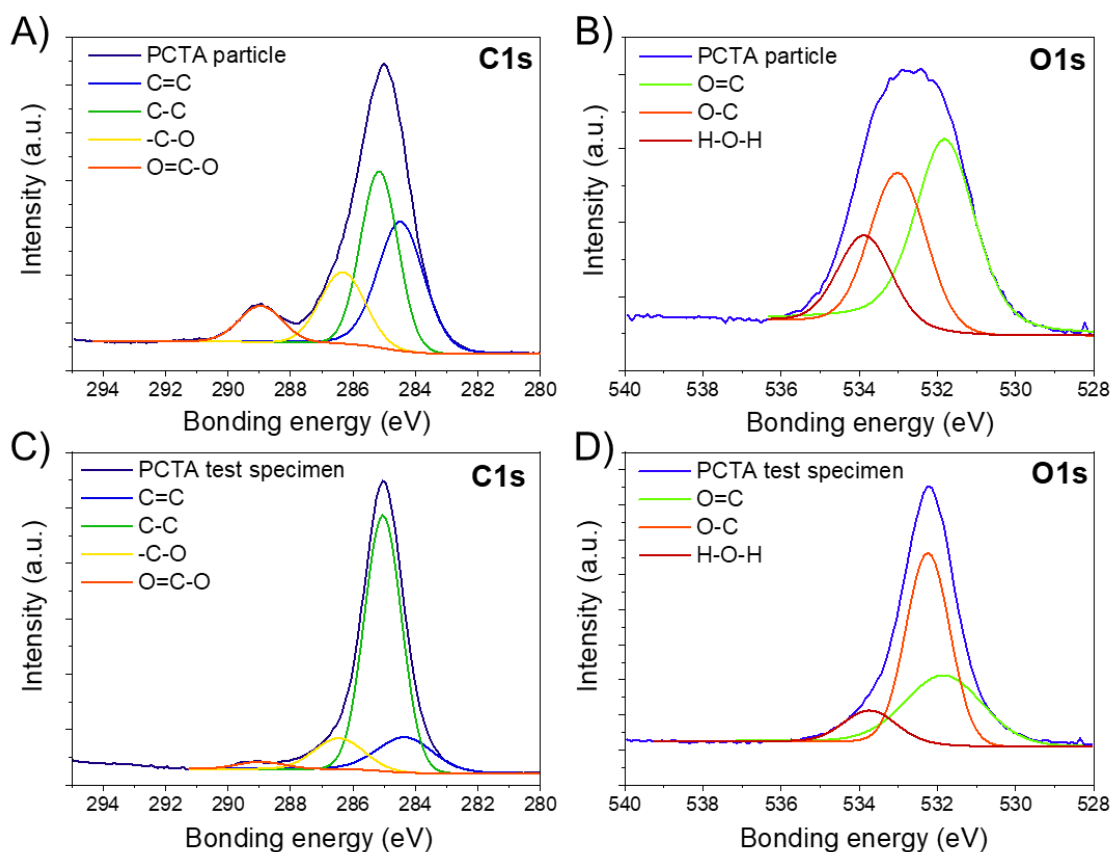 A)
C1s
PCTA particle
C=C
C-C
-C-O
O=C-O
Intensity (a.u.)
294 292 290 288 286 284 282 280
Bonding energy (eV)
B)
O1s
PCTA particle
O=C
O-C
H-O-H
Intensity (a.u.)
540 538 536 534 532 530 528
Bonding energy (eV)
C)
C1s
PCTA test specimen
C=C
C-C
-C-O
O=C-O
Intensity (a.u.)
294 292 290 288 286 284 282 280
Bonding energy (eV)
D)
O1s
PCTA test specimen
O=C
O-C
H-O-H
Intensity (a.u.)
540 538 536 534 532 530 528
Bonding energy (eV)